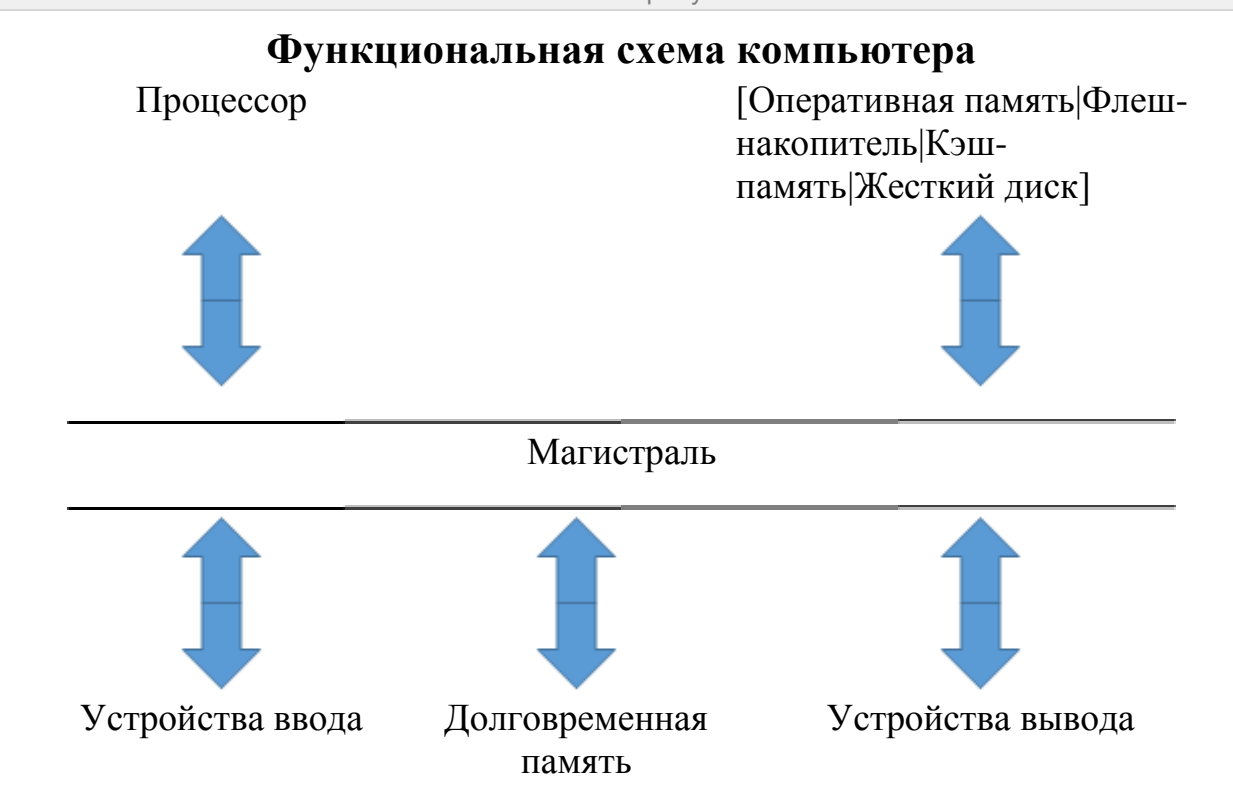 Функциональная схема компьютера
Процессор
[Оперативная память|Флеш-
накопитель|Кэш-
память|Жесткий диск]
Магистраль
Устройства ввода
Долговременная
память
Устройства вывода